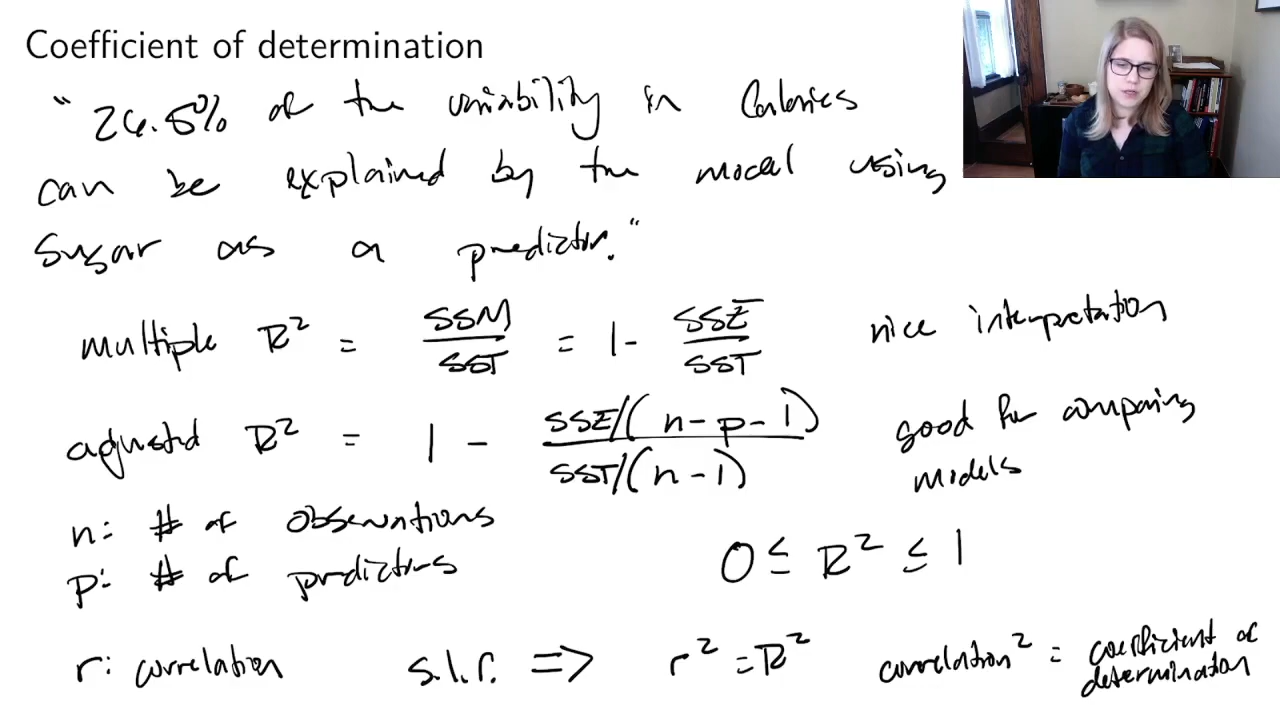 Coefficient of determination
" 26.5% of the variability in Calories
can be explained by the model using
Sugar as a predictor."
multiple R² = SSM/SST = 1 - SSE/SST nice interpretation
adjusted R² = 1 - SSE/(n-p-1) / SST/(n-1) good for comparing models
n: # of observations
p: # of predictors
0 ≤ R² ≤ 1
r: correlation s.l.r. => r² = R² correlation² = coefficient of determination